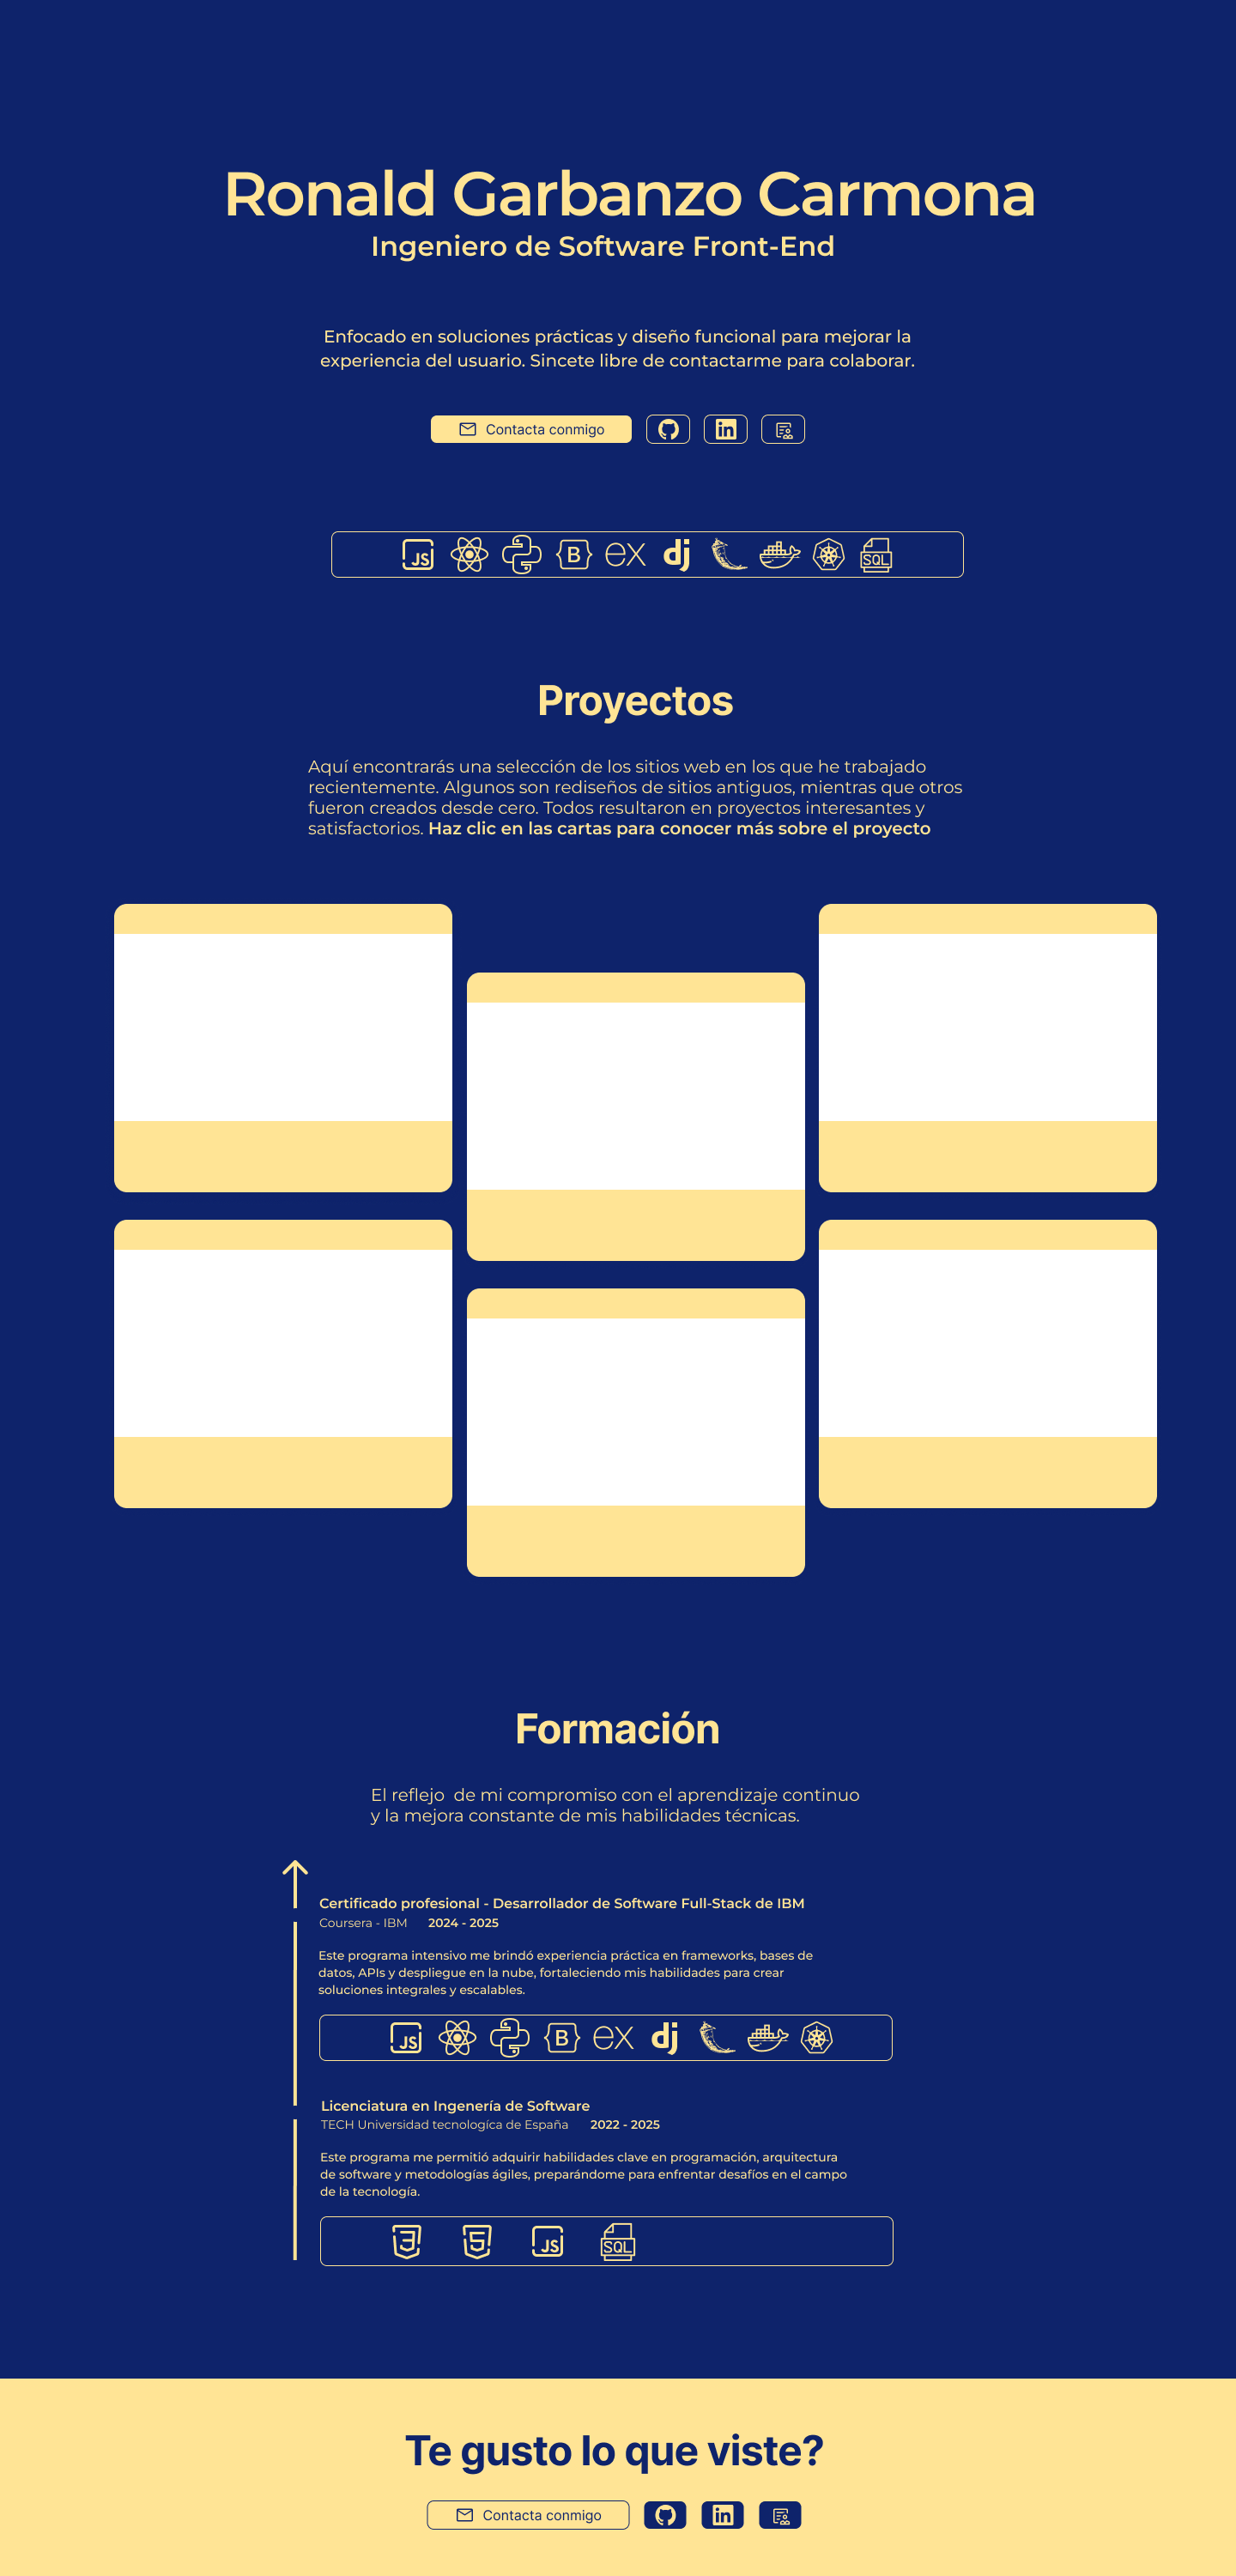 Ronald Garbanzo Carmona
Ingeniero de Software Front-End
Enfocado en soluciones prácticas y diseño funcional para mejorar la
experiencia del usuario. Sincete libre de contactarme para colaborar.
Contacta conmigo in
JS B ex dj SQL
Proyectos
Aquí encontrarás una selección de los sitios web en los que he trabajado
recientemente. Algunos son rediseños de sitios antiguos, mientras que otros
fueron creados desde cero. Todos resultaron en proyectos interesantes y
satisfactorios. Haz clic en las cartas para conocer más sobre el proyecto
Formación
El reflejo  de mi compromiso con el aprendizaje continuo
y la mejora constante de mis habilidades técnicas.
Certificado profesional - Desarrollador de Software Full-Stack de IBM
Coursera - IBM 2024 - 2025
Este programa intensivo me brindó experiencia práctica en frameworks, bases de
datos, APIs y despliegue en la nube, fortaleciendo mis habilidades para crear
soluciones integrales y escalables.
JS B ex dj
Licenciatura en Ingenería de Software
TECH Universidad tecnologíca de España 2022 - 2025
Este programa me permitió adquirir habilidades clave en programación, arquitectura
de software y metodologías ágiles, preparándome para enfrentar desafíos en el campo
de la tecnología.
3 5 JS SQL
Te gusto lo que viste?
Contacta conmigo in